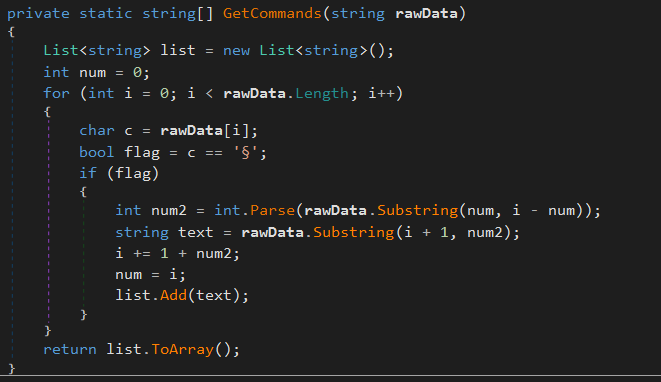 private static string[] GetCommands(string rawData)
{
    List<string> list = new List<string>();
    int num = 0;
    for (int i = 0; i < rawData.Length; i++)
    {
        char c = rawData[i];
        bool flag = c == '§';
        if (flag)
        {
            int num2 = int.Parse(rawData.Substring(num, i - num));
            string text = rawData.Substring(i + 1, num2);
            i += 1 + num2;
            num = i;
            list.Add(text);
        }
    }
    return list.ToArray();
}